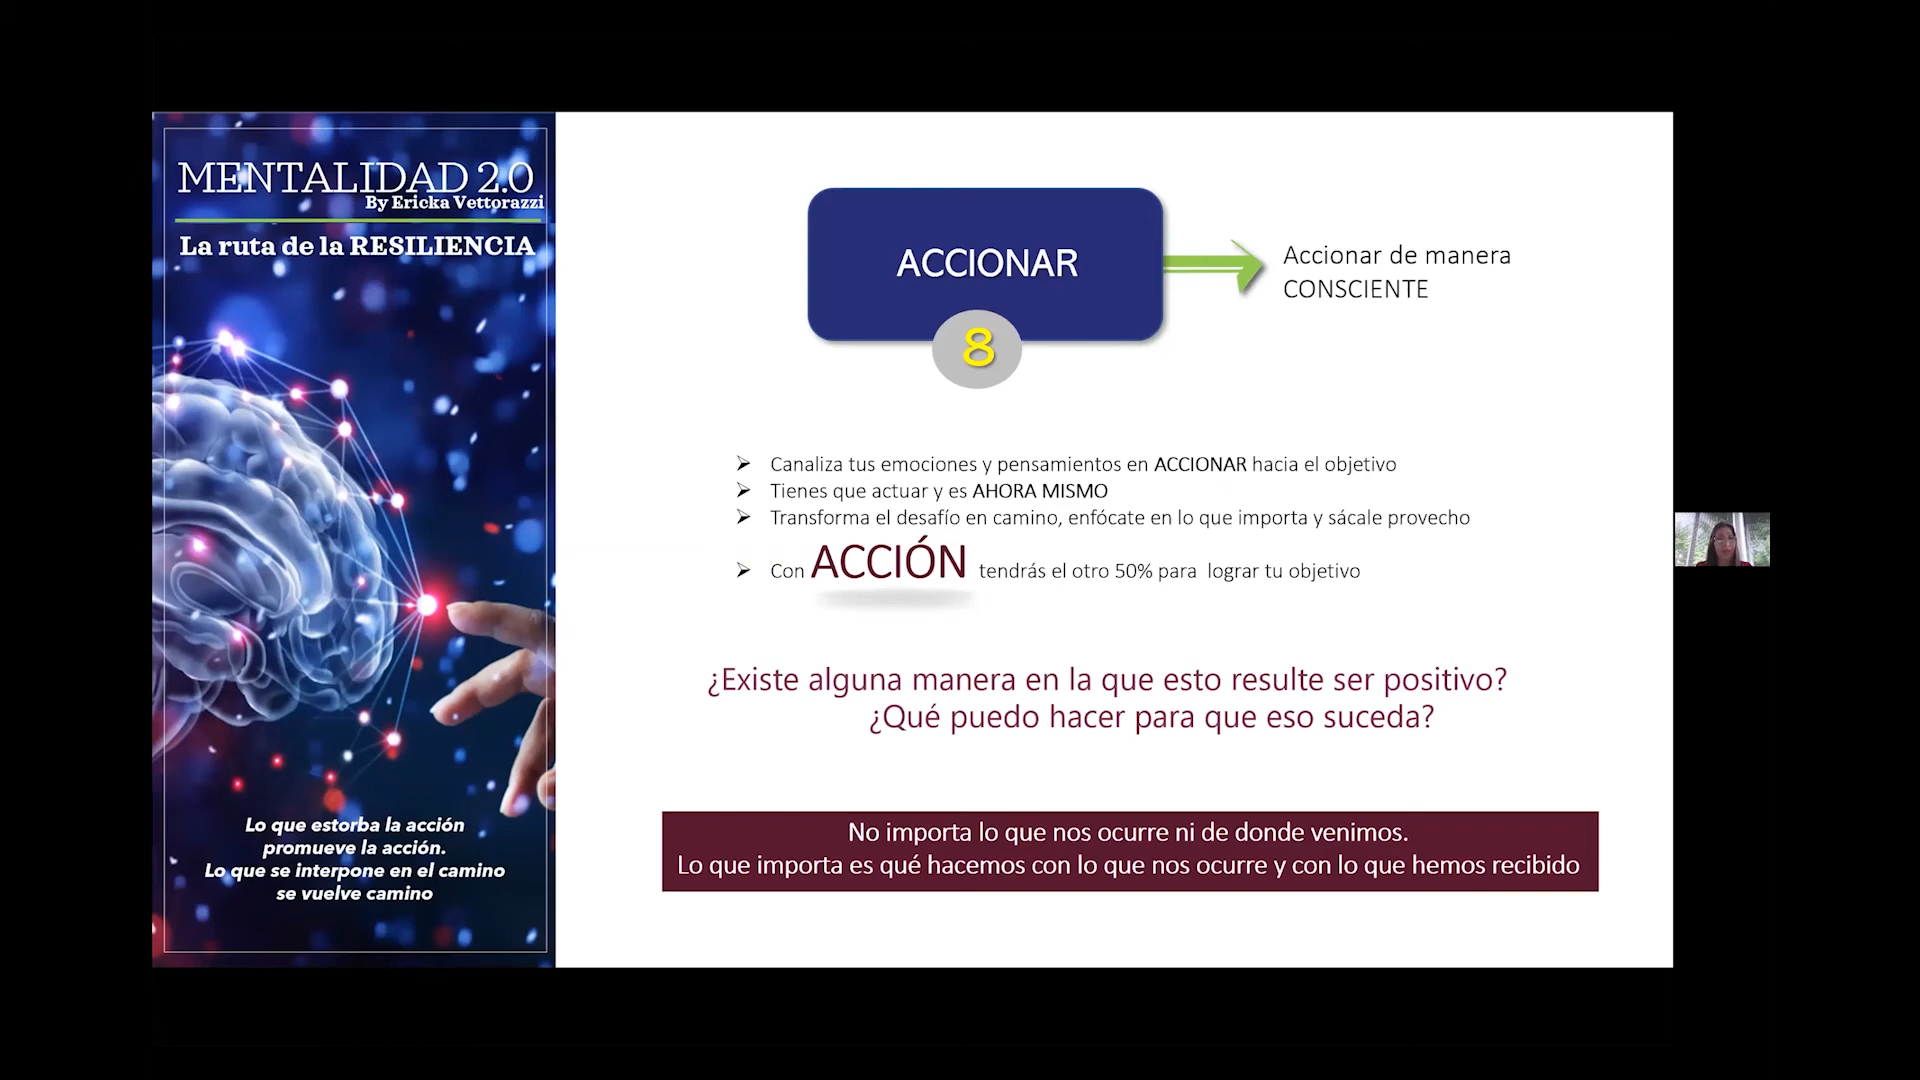 MENTALIDAD 2.0
By Ericka Vettorazzi
La ruta de la RESILIENCIA
Lo que estorba la acción
promueve la acción.
Lo que se interpone en el camino
se vuelve camino
ACCIONAR
8
Accionar de manera
CONSCIENTE
Canaliza tus emociones y pensamientos en ACCIONAR hacia el objetivo
Tienes que actuar y es AHORA MISMO
Transforma el desafío en camino, enfócate en lo que importa y sácale provecho
Con ACCIÓN tendrás el otro 50% para lograr tu objetivo
¿Existe alguna manera en la que esto resulte ser positivo?
¿Qué puedo hacer para que eso suceda?
No importa lo que nos ocurre ni de donde venimos.
Lo que importa es qué hacemos con lo que nos ocurre y con lo que hemos recibido